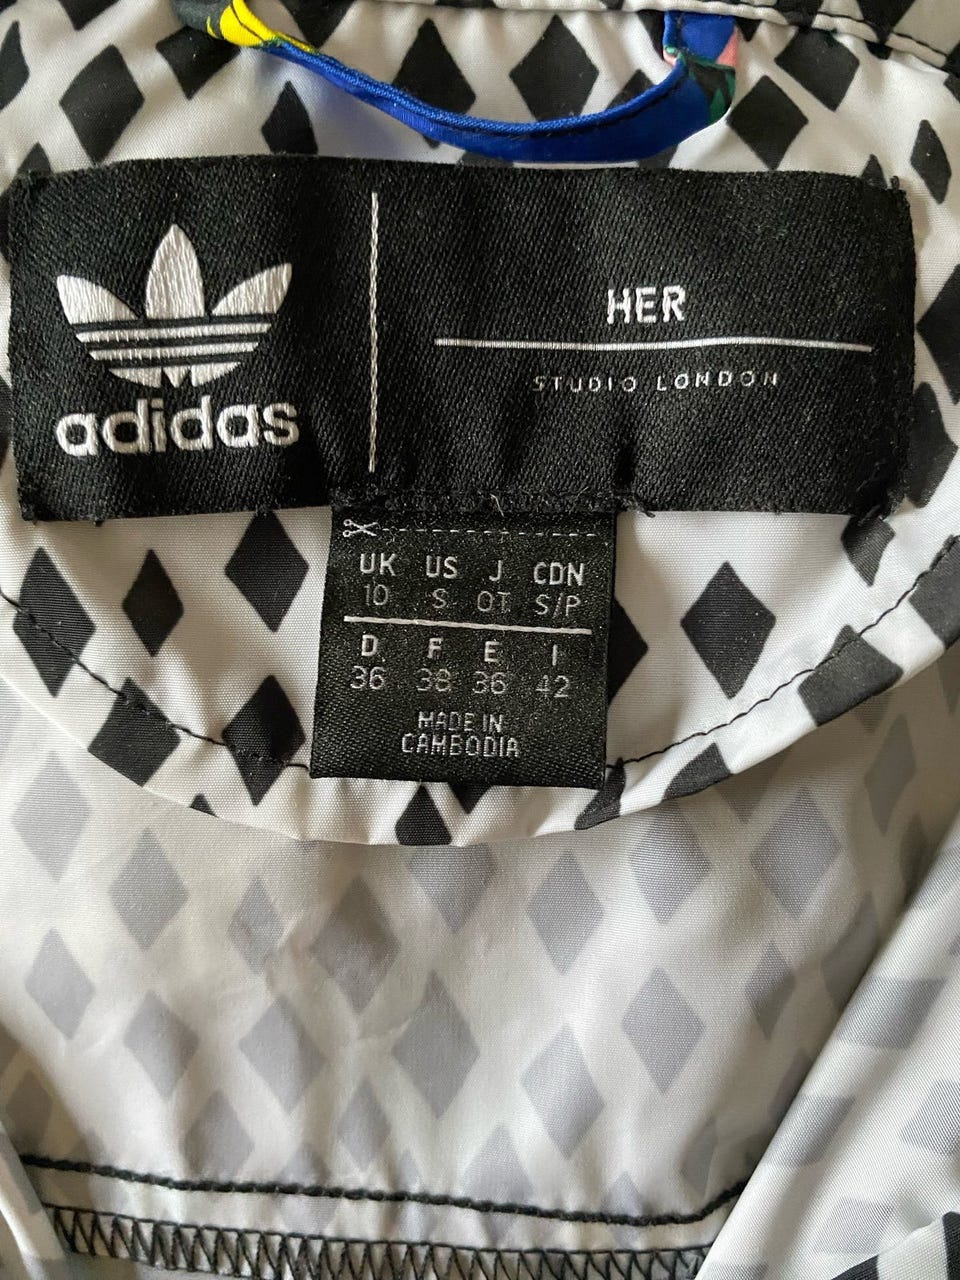 adidas
HER
STUDIO LONDON
UK US J CDN
10 S OT S/P
D F E I
36 38 36 42
MADE IN
CAMBODIA